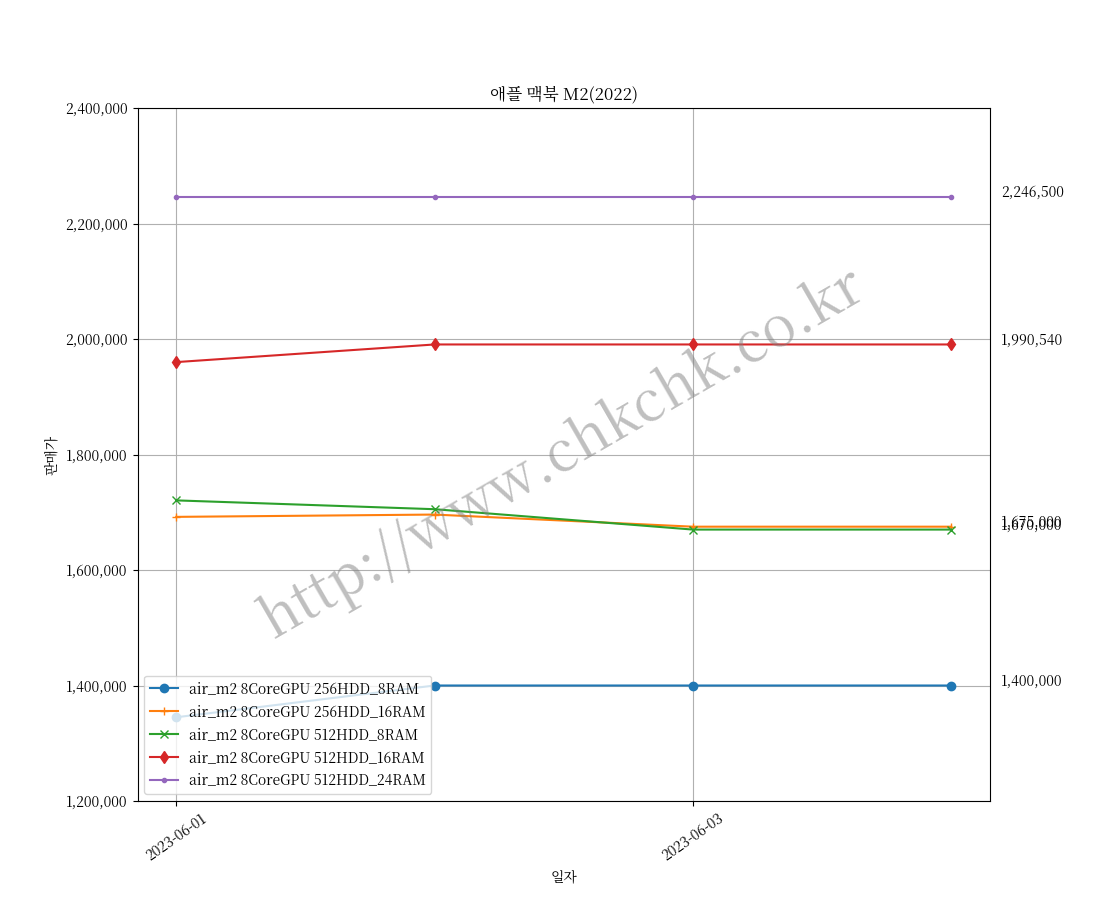 애플 맥북 M2(2022)
2,400,000
2,200,000
2,000,000
1,800,000
1,600,000
1,400,000
1,200,000
판매가
2,246,500
1,990,540
1,675,000
1,670,000
1,400,000
http://www.chkchk.co.kr
air_m2 8CoreGPU 256HDD_8RAM
air_m2 8CoreGPU 256HDD_16RAM
air_m2 8CoreGPU 512HDD_8RAM
air_m2 8CoreGPU 512HDD_16RAM
air_m2 8CoreGPU 512HDD_24RAM
2023-06-01
2023-06-03
일자